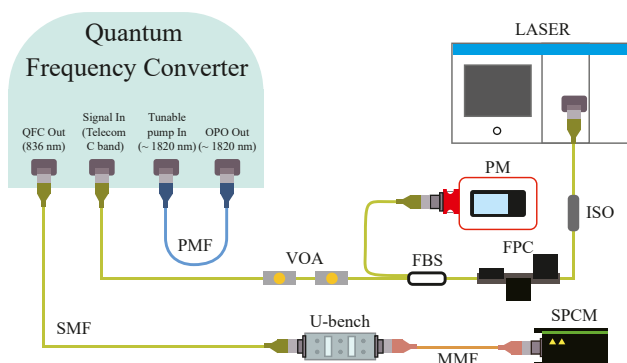 Quantum
Frequency Converter
LASER
QFC Out
(836 nm)
Signal In
(Telecom
C band)
Tunable
pump In
(~ 1820 nm)
OPO Out
(~ 1820 nm)
PM
ISO
PMF
VOA
FBS
FPC
SMF
U-bench
MMF
SPCM